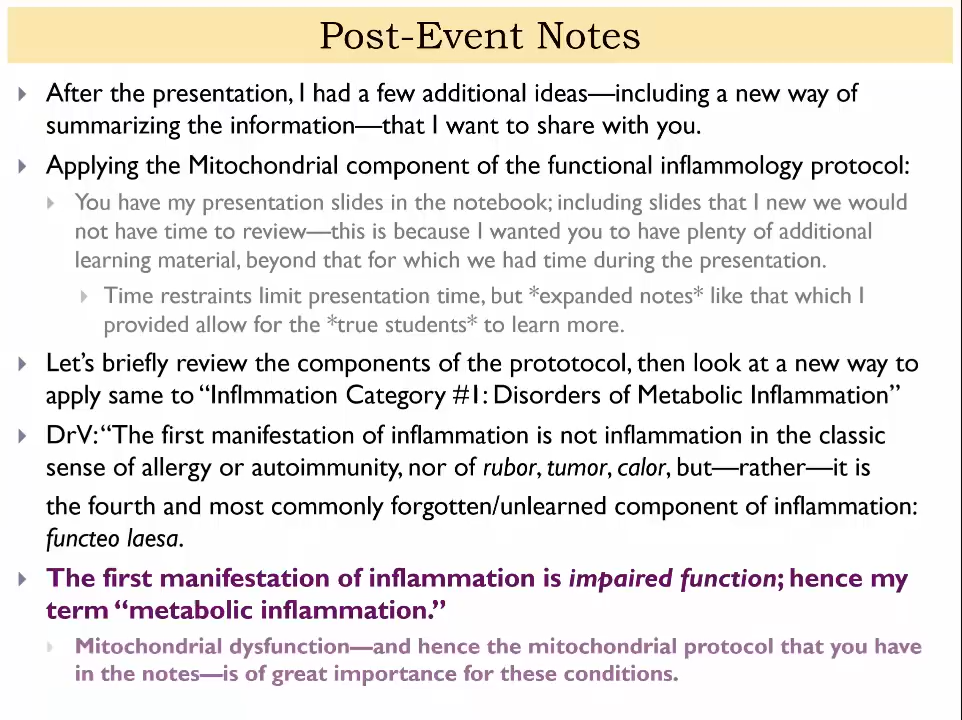 Post-Event Notes
After the presentation, I had a few additional ideas—including a new way of
summarizing the information—that I want to share with you.
Applying the Mitochondrial component of the functional inflammology protocol:
You have my presentation slides in the notebook; including slides that I new we would
not have time to review—this is because I wanted you to have plenty of additional
learning material, beyond that for which we had time during the presentation.
Time restraints limit presentation time, but *expanded notes* like that which I
provided allow for the *true students* to learn more.
Let’s briefly review the components of the prototocol, then look at a new way to
apply same to “Inflmmation Category #1: Disorders of Metabolic Inflammation”
DrV: “The first manifestation of inflammation is not inflammation in the classic
sense of allergy or autoimmunity, nor of rubor, tumor, calor, but—rather—it is
the fourth and most commonly forgotten/unlearned component of inflammation:
functeo laesa.
The first manifestation of inflammation is impaired function; hence my
term “metabolic inflammation.”
Mitochondrial dysfunction—and hence the mitochondrial protocol that you have
in the notes—is of great importance for these conditions.